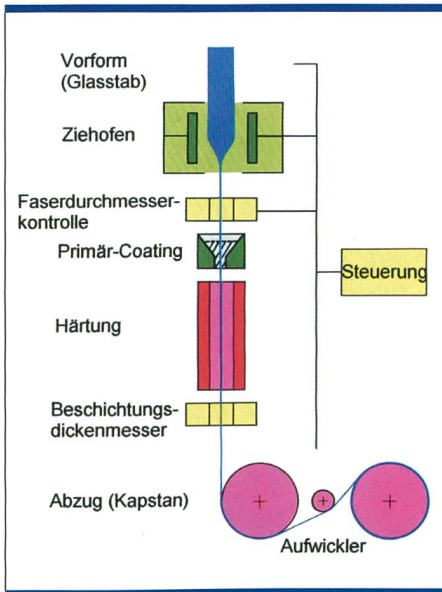 Vorform
(Glasstab)
Ziehofen
Faserdurchmesser-
kontrolle
Primär-Coating
Steuerung
Härtung
Beschichtungs-
dickenmesser
Abzug (Kapstan)
Aufwickler